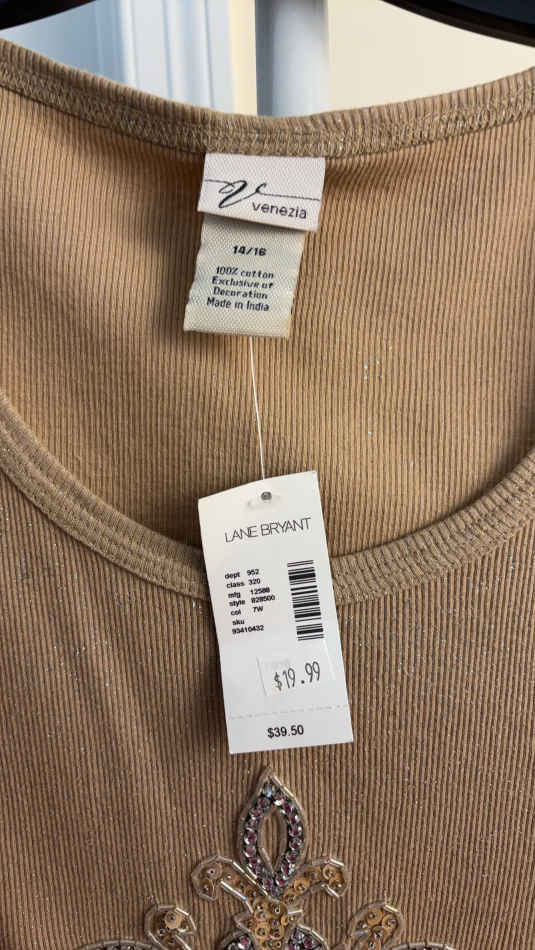 V
venezia
14/16
100% cotton
Exclusive of
Decoration
Made in India
LANE BRYANT
dept 952
class 320
mfg 12588
style 828500
col 7W
sku
93410432
$19.99
$39.50